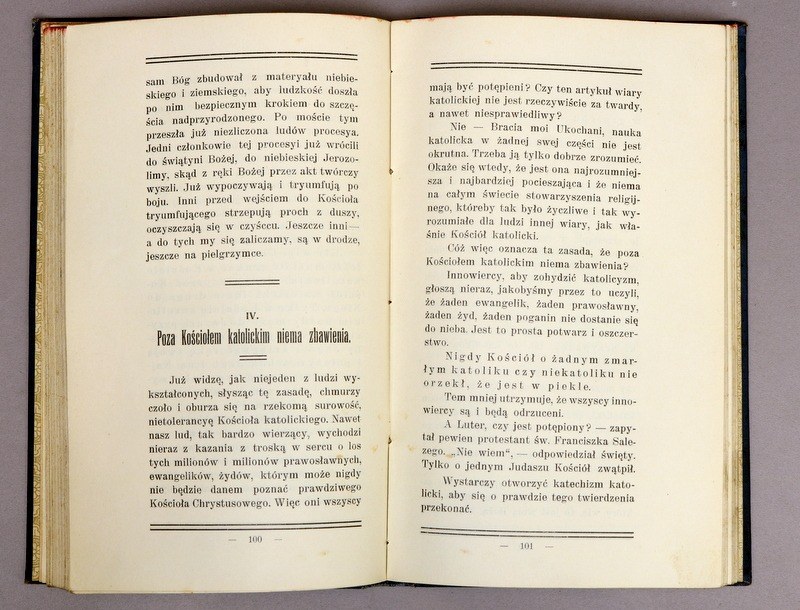 sam Bóg zbudował z materyału niebie-
skiego i ziemskiego, aby ludzkość doszła
po nim bezpiecznym krokiem do szczę-
ścia nadprzyrodzonego. Po moście tym
przeszła już niezliczona ludów procesya.
Jedni członkowie tej procesyi już wrócili
do świątyni Bożej, do niebieskiej Jerozo-
limy, skąd z ręki Bożej przez akt twórczy
wyszli. Już wypoczywają i tryumfują po
boju. Inni przed wejściem do Kościoła
tryumfującego strzepują proch z duszy,
oczyszczają się w czyśccu. Jeszcze inni —
a do tych my się zaliczamy, są w drodze,
jeszcze na pielgrzymce.
IV.
Poza Kościołem katolickim niema zbawienia.
Już widzę, jak niejeden z ludzi wy-
kształconych, słysząc tę zasadę, chmurzy
czoło i oburza się na rzekomą surowość,
nietolerancyę Kościoła katolickiego. Nawet
nasz lud, tak bardzo wierzący, wychodzi
nieraz z kazania z troską w sercu o los
tych milionów i milionów prawosławnych,
ewangelików, żydów, którym może nigdy
nie będzie danem poznać prawdziwego
Kościoła Chrystusowego. Więc oni wszyscy
— 100 —
mają być potępieni? Czy ten artykuł wiary
katolickiej nie jest rzeczywiście za twardy,
a nawet niesprawiedliwy?
Nie — Bracia moi Ukochani, nauka
katolicka w żadnej swej części nie jest
okrutna. Trzeba ją tylko dobrze zrozumieć.
Okaże się wtedy, że jest ona najrozumniej-
sza i najbardziej pocieszająca i że niema
na całym świecie stowarzyszenia religij-
nego, któreby tak było życzliwe i tak wy-
rozumiałe dla ludzi innej wiary, jak wła-
śnie Kościół katolicki.
Cóż więc oznacza ta zasada, że poza
Kościołem katolickim niema zbawienia?
Innowiercy, aby zohydzić katolicyzm,
głoszą nieraz, jakobyśmy przez to uczyli,
że żaden ewangelik, żaden prawosławny,
żaden żyd, żaden poganin nie dostanie się
do nieba. Jest to prosta potwarz i oszczer-
stwo.
Nigdy Kościół o żadnym zmar-
łym katoliku czy niekatoliku nie
orzekł, że jest w piekle.
Tem mniej utrzymuje, że wszyscy inno-
wiercy są i będą odrzuceni.
A Luter, czy jest potępiony? — zapy-
tał pewien protestant św. Franciszka Sale-
zego. „Nie wiem“, — odpowiedział święty.
Tylko o jednym Judaszu Kościół zwątpił.
Wystarczy otworzyć katechizm kato-
licki, aby się o prawdzie tego twierdzenia
przekonać.
— 101 —